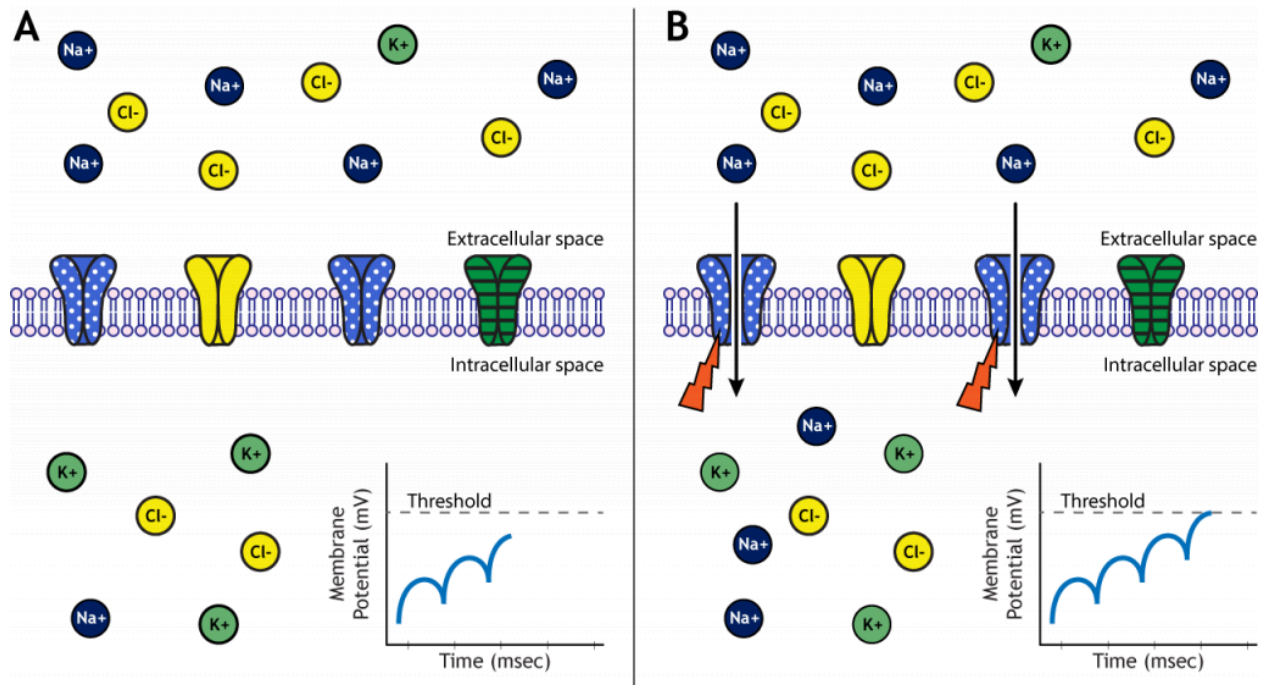 A
Na+
K+
Na+
Cl-
Na+
Cl-
Cl-
Na+
Cl-
Na+
Extracellular space
Intracellular space
K+
K+
Cl-
Cl-
Na+
K+
Threshold
Membrane
Potential (mV)
Time (msec)
B
Na+
K+
Na+
Cl-
Na+
Cl-
Cl-
Na+
Cl-
Na+
Extracellular space
Intracellular space
Na+
K+
K+
Cl-
Na+
Cl-
Na+
K+
Threshold
Membrane
Potential (mV)
Time (msec)